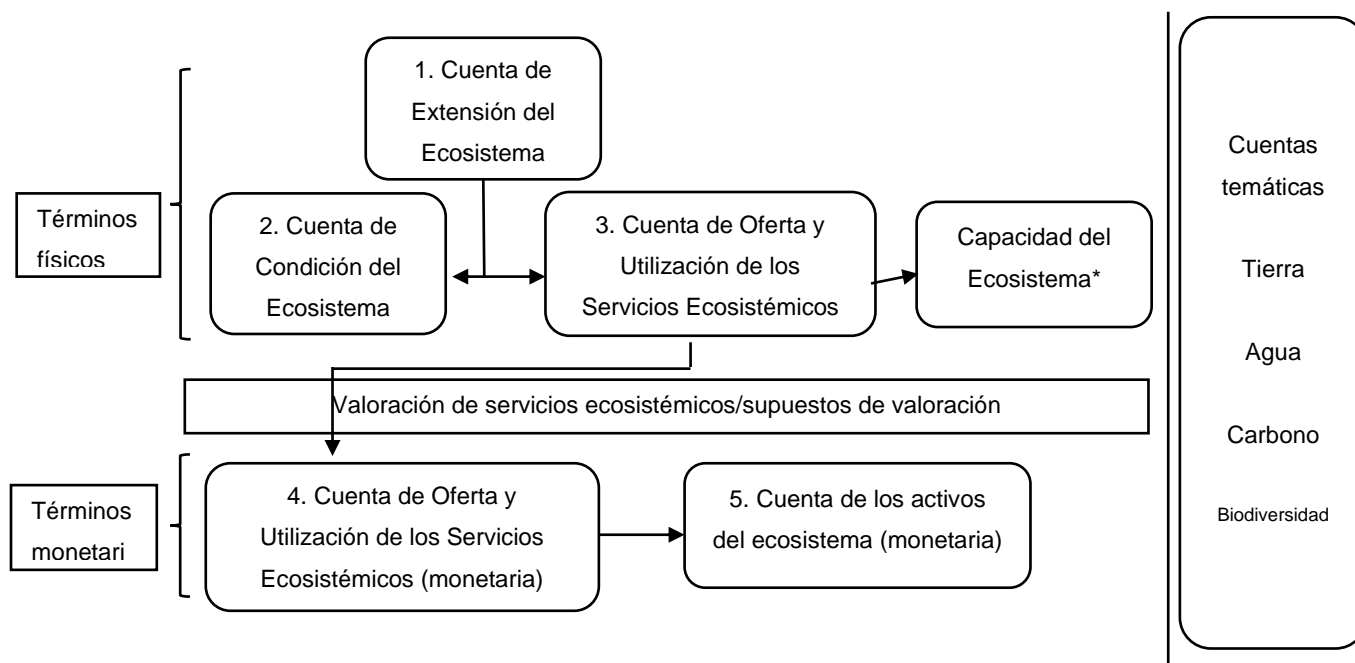 1. Cuenta de
Extensión del
Ecosistema
Términos
físicos
2. Cuenta de
Condición del
Ecosistema
3. Cuenta de Oferta y
Utilización de los
Servicios Ecosistémicos
Capacidad del
Ecosistema*
Valoración de servicios ecosistémicos/supuestos de valoración
Términos
monetari
4. Cuenta de Oferta y
Utilización de los Servicios
Ecosistémicos (monetaria)
5. Cuenta de los activos
del ecosistema (monetaria)
Cuentas
temáticas
Tierra
Agua
Carbono
Biodiversidad